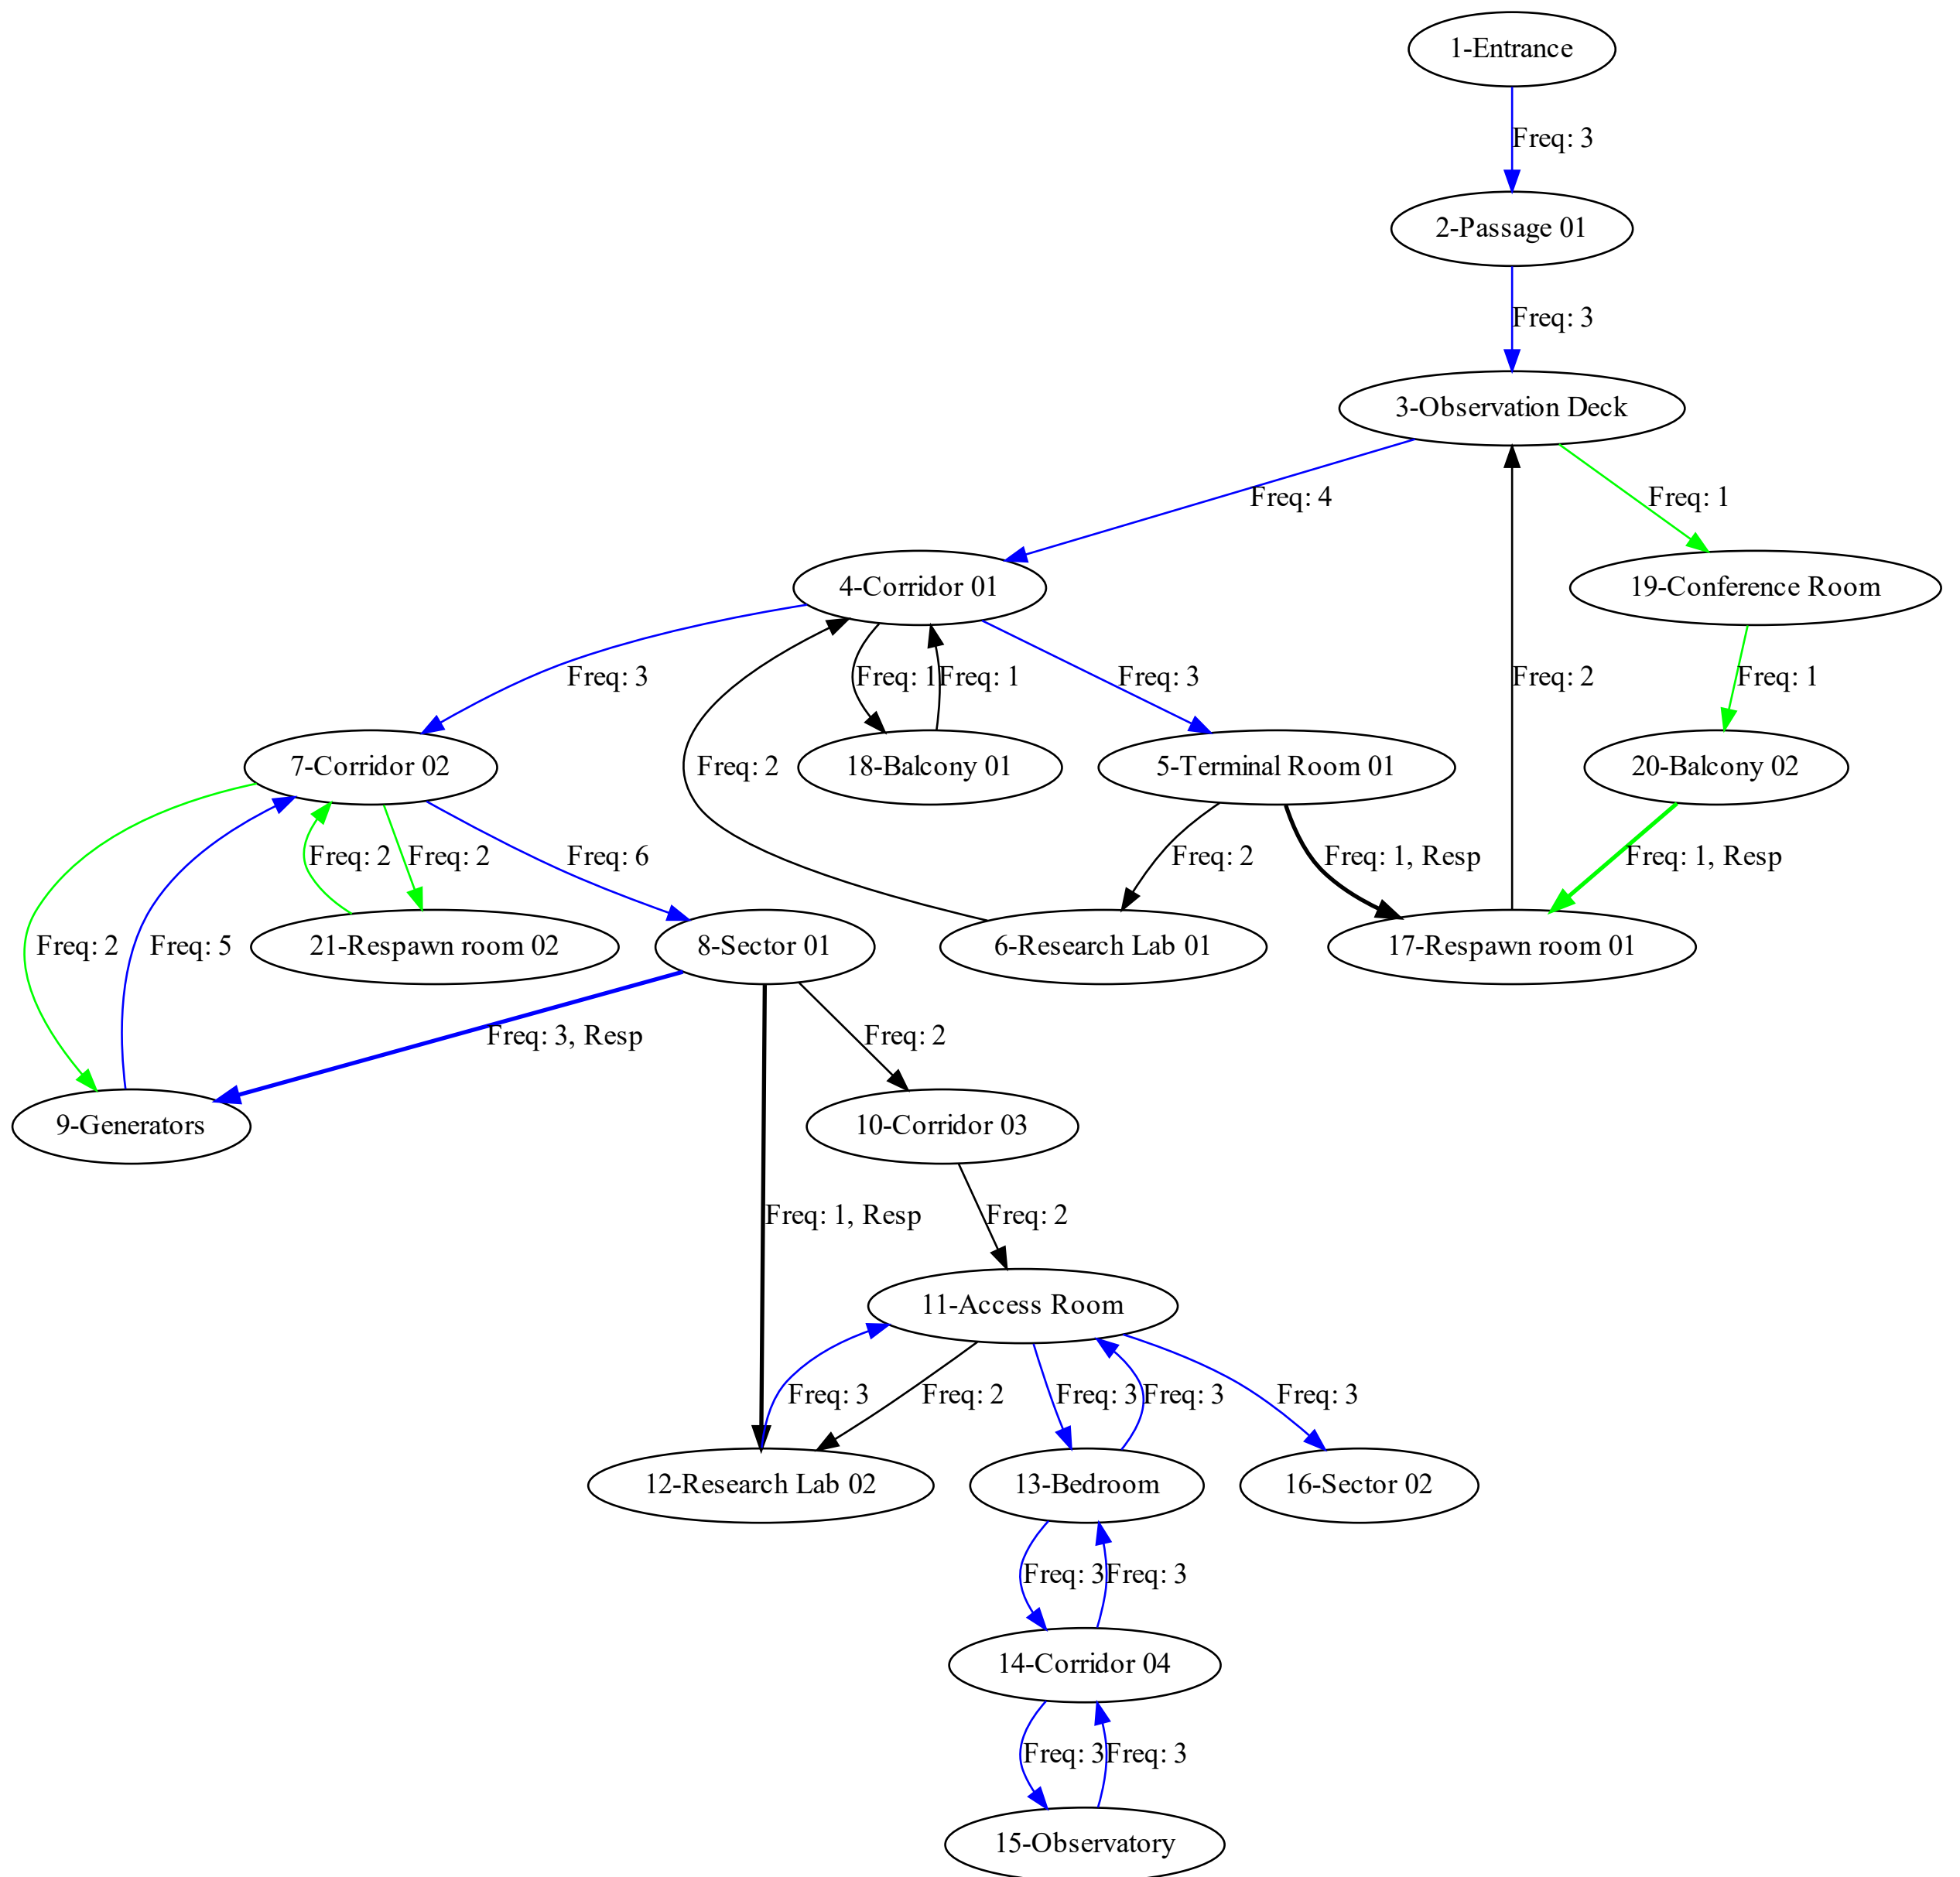 1-Entrance
Freq: 3
2-Passage 01
Freq: 3
3-Observation Deck
Freq: 4
Freq: 1
4-Corridor 01
19-Conference Room
Freq: 3
Freq: 1
Freq: 1
Freq: 3
Freq: 2
Freq: 1
7-Corridor 02
Freq: 2
18-Balcony 01
5-Terminal Room 01
20-Balcony 02
Freq: 2
Freq: 2
Freq: 6
Freq: 2
Freq: 1, Resp
Freq: 1, Resp
Freq: 2
Freq: 5
21-Respawn room 02
8-Sector 01
6-Research Lab 01
17-Respawn room 01
Freq: 3, Resp
Freq: 2
9-Generators
10-Corridor 03
Freq: 1, Resp
Freq: 2
11-Access Room
Freq: 3
Freq: 2
Freq: 3
Freq: 3
Freq: 3
12-Research Lab 02
13-Bedroom
16-Sector 02
Freq: 3
Freq: 3
14-Corridor 04
Freq: 3
Freq: 3
15-Observatory